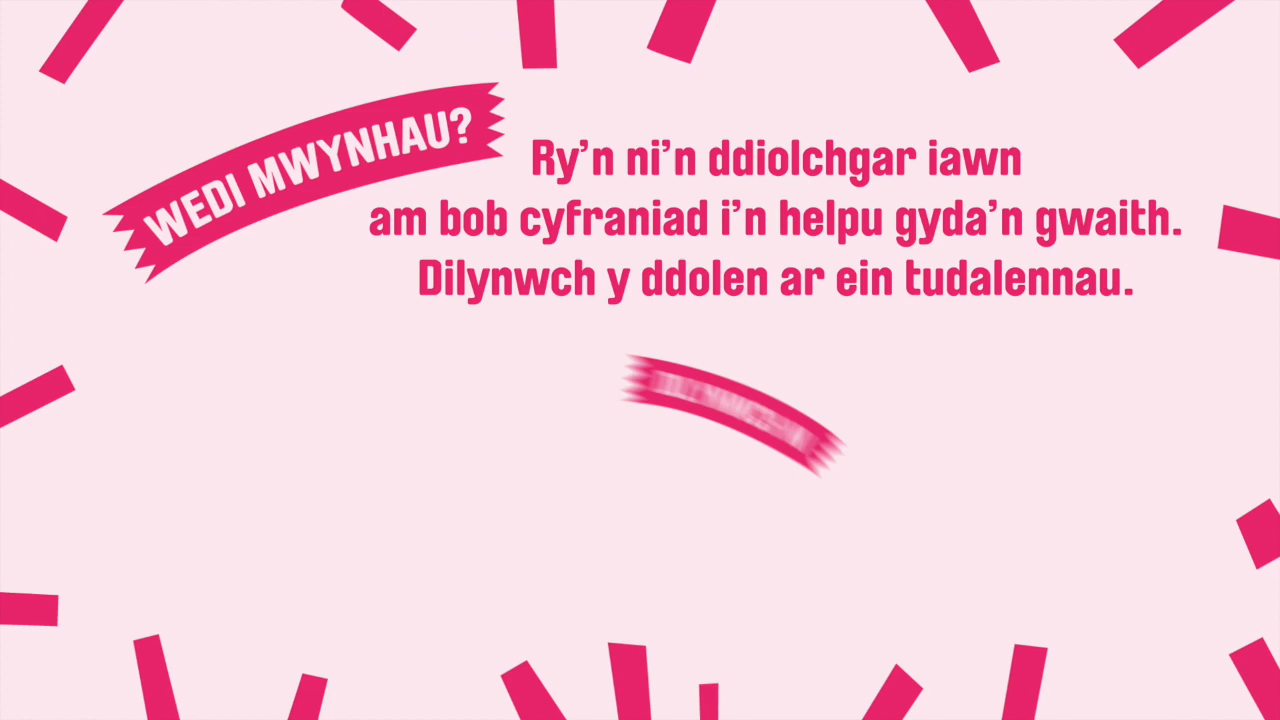 WEDI MWYNHAU?
Ry’n ni’n ddiolchgar iawn
am bob cyfraniad i’n helpu gyda’n gwaith.
Dilynwch y ddolen ar ein tudalennau.